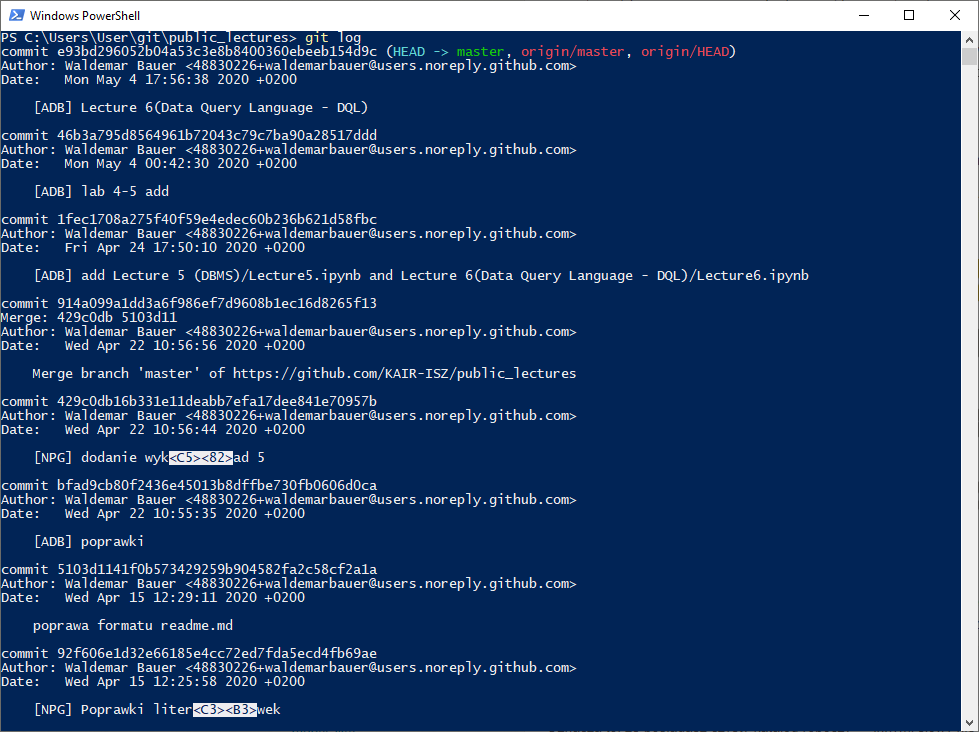 Windows PowerShell
PS C:\Users\User\git\public_lectures> git log
commit e93bd296052b04a53c3e8b8400360ebeeb154d9c (HEAD -> master, origin/master, origin/HEAD)
Author: Waldemar Bauer <48830226+waldemarbauer@users.noreply.github.com>
Date:   Mon May 4 17:56:38 2020 +0200
[ADB] Lecture 6(Data Query Language - DQL)
commit 46b3a795d8564961b72043c79c7ba90a28517ddd
Author: Waldemar Bauer <48830226+waldemarbauer@users.noreply.github.com>
Date:   Mon May 4 00:42:30 2020 +0200
[ADB] lab 4-5 add
commit 1fec1708a275f40f59e4edec60b236b621d58fbc
Author: Waldemar Bauer <48830226+waldemarbauer@users.noreply.github.com>
Date:   Fri Apr 24 17:50:10 2020 +0200
[ADB] add Lecture 5 (DBMS)/Lecture5.ipynb and Lecture 6(Data Query Language - DQL)/Lecture6.ipynb
commit 914a099a1dd3a6f986ef7d9608b1ec16d8265f13
Merge: 429c0db 5103d11
Author: Waldemar Bauer <48830226+waldemarbauer@users.noreply.github.com>
Date:   Wed Apr 22 10:56:56 2020 +0200
Merge branch 'master' of https://github.com/KAIR-ISZ/public_lectures
commit 429c0db16b331e11deabb7efa17dee841e70957b
Author: Waldemar Bauer <48830226+waldemarbauer@users.noreply.github.com>
Date:   Wed Apr 22 10:56:44 2020 +0200
[NPG] dodanie wyk<C5><82>ad 5
commit bfad9cb80f2436e45013b8dffbe730fb0606d0ca
Author: Waldemar Bauer <48830226+waldemarbauer@users.noreply.github.com>
Date:   Wed Apr 22 10:55:35 2020 +0200
[ADB] poprawki
commit 5103d1141f0b573429259b904582fa2c58cf2a1a
Author: Waldemar Bauer <48830226+waldemarbauer@users.noreply.github.com>
Date:   Wed Apr 15 12:29:11 2020 +0200
poprawa formatu readme.md
commit 92f606e1d32e66185e4cc72ed7fda5ecd4fb69ae
Author: Waldemar Bauer <48830226+waldemarbauer@users.noreply.github.com>
Date:   Wed Apr 15 12:25:58 2020 +0200
[NPG] Poprawki liter<C3><B3>wek